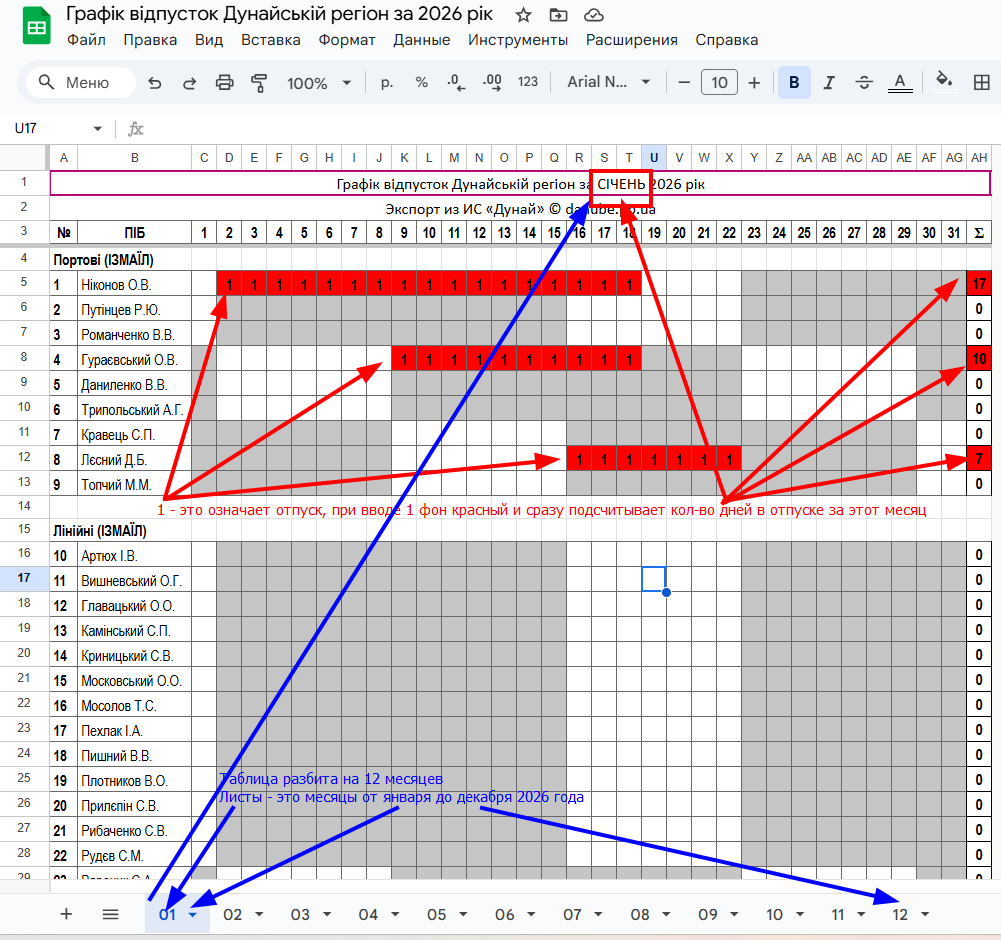 Графік відпусток Дунайській регіон за 2026 рік
Файл Правка Вид Вставка Формат Данные Инструменты Расширения Справка
Меню 100% р. % .0 .00 123 Arial N... 10 B I A
U17 fx
A B C D E F G H I J K L M N O P Q R S T U V W X Y Z AA AB AC AD AE AF AG AH
1 Графік відпусток Дунайській регіон за СІЧЕНЬ 2026 рік
2 Экспорт из ИС «Дунай» ©
3 № ПІБ 1 2 3 4 5 6 7 8 9 10 11 12 13 14 15 16 17 18 19 20 21 22 23 24 25 26 27 28 29 30 31 Σ
4 Портові (ІЗМАЇЛ)
5 1 Ніконов О.В. 1 1 1 1 1 1 1 1 1 1 1 1 1 1 1 1 1 17
6 2 Путінцев Р.Ю. 0
7 3 Романченко В.В. 0
8 4 Гураєвський О.В. 1 1 1 1 1 1 1 1 1 1 10
9 5 Даниленко В.В. 0
10 6 Трипольський А.Г. 0
11 7 Кравець С.П. 0
12 8 Лєсний Д.Б. 1 1 1 1 1 1 1 7
13 9 Топчий М.М. 0
14 1 - это означает отпуск, при вводе 1 фон красный и сразу подсчитывает кол-во дней в отпуске за этот месяц
15 Лінійні (ІЗМАЇЛ)
16 10 Артюх І.В. 0
17 11 Вишневський О.Г. 0
18 12 Главацький О.О. 0
19 13 Камінський С.П. 0
20 14 Криницький С.В. 0
21 15 Московський О.О. 0
22 16 Мосолов Т.С. 0
23 17 Пехлак І.А. 0
24 18 Пишний В.В. 0
25 19 Плотников В.О. 0
Таблица разбита на 12 месяцев
Листы - это месяцы от января до декабря 2026 года
26 20 Прилєпін С.В. 0
27 21 Рибаченко С.В. 0
28 22 Рудєв С.М. 0
01 02 03 04 05 06 07 08 09 10 11 12